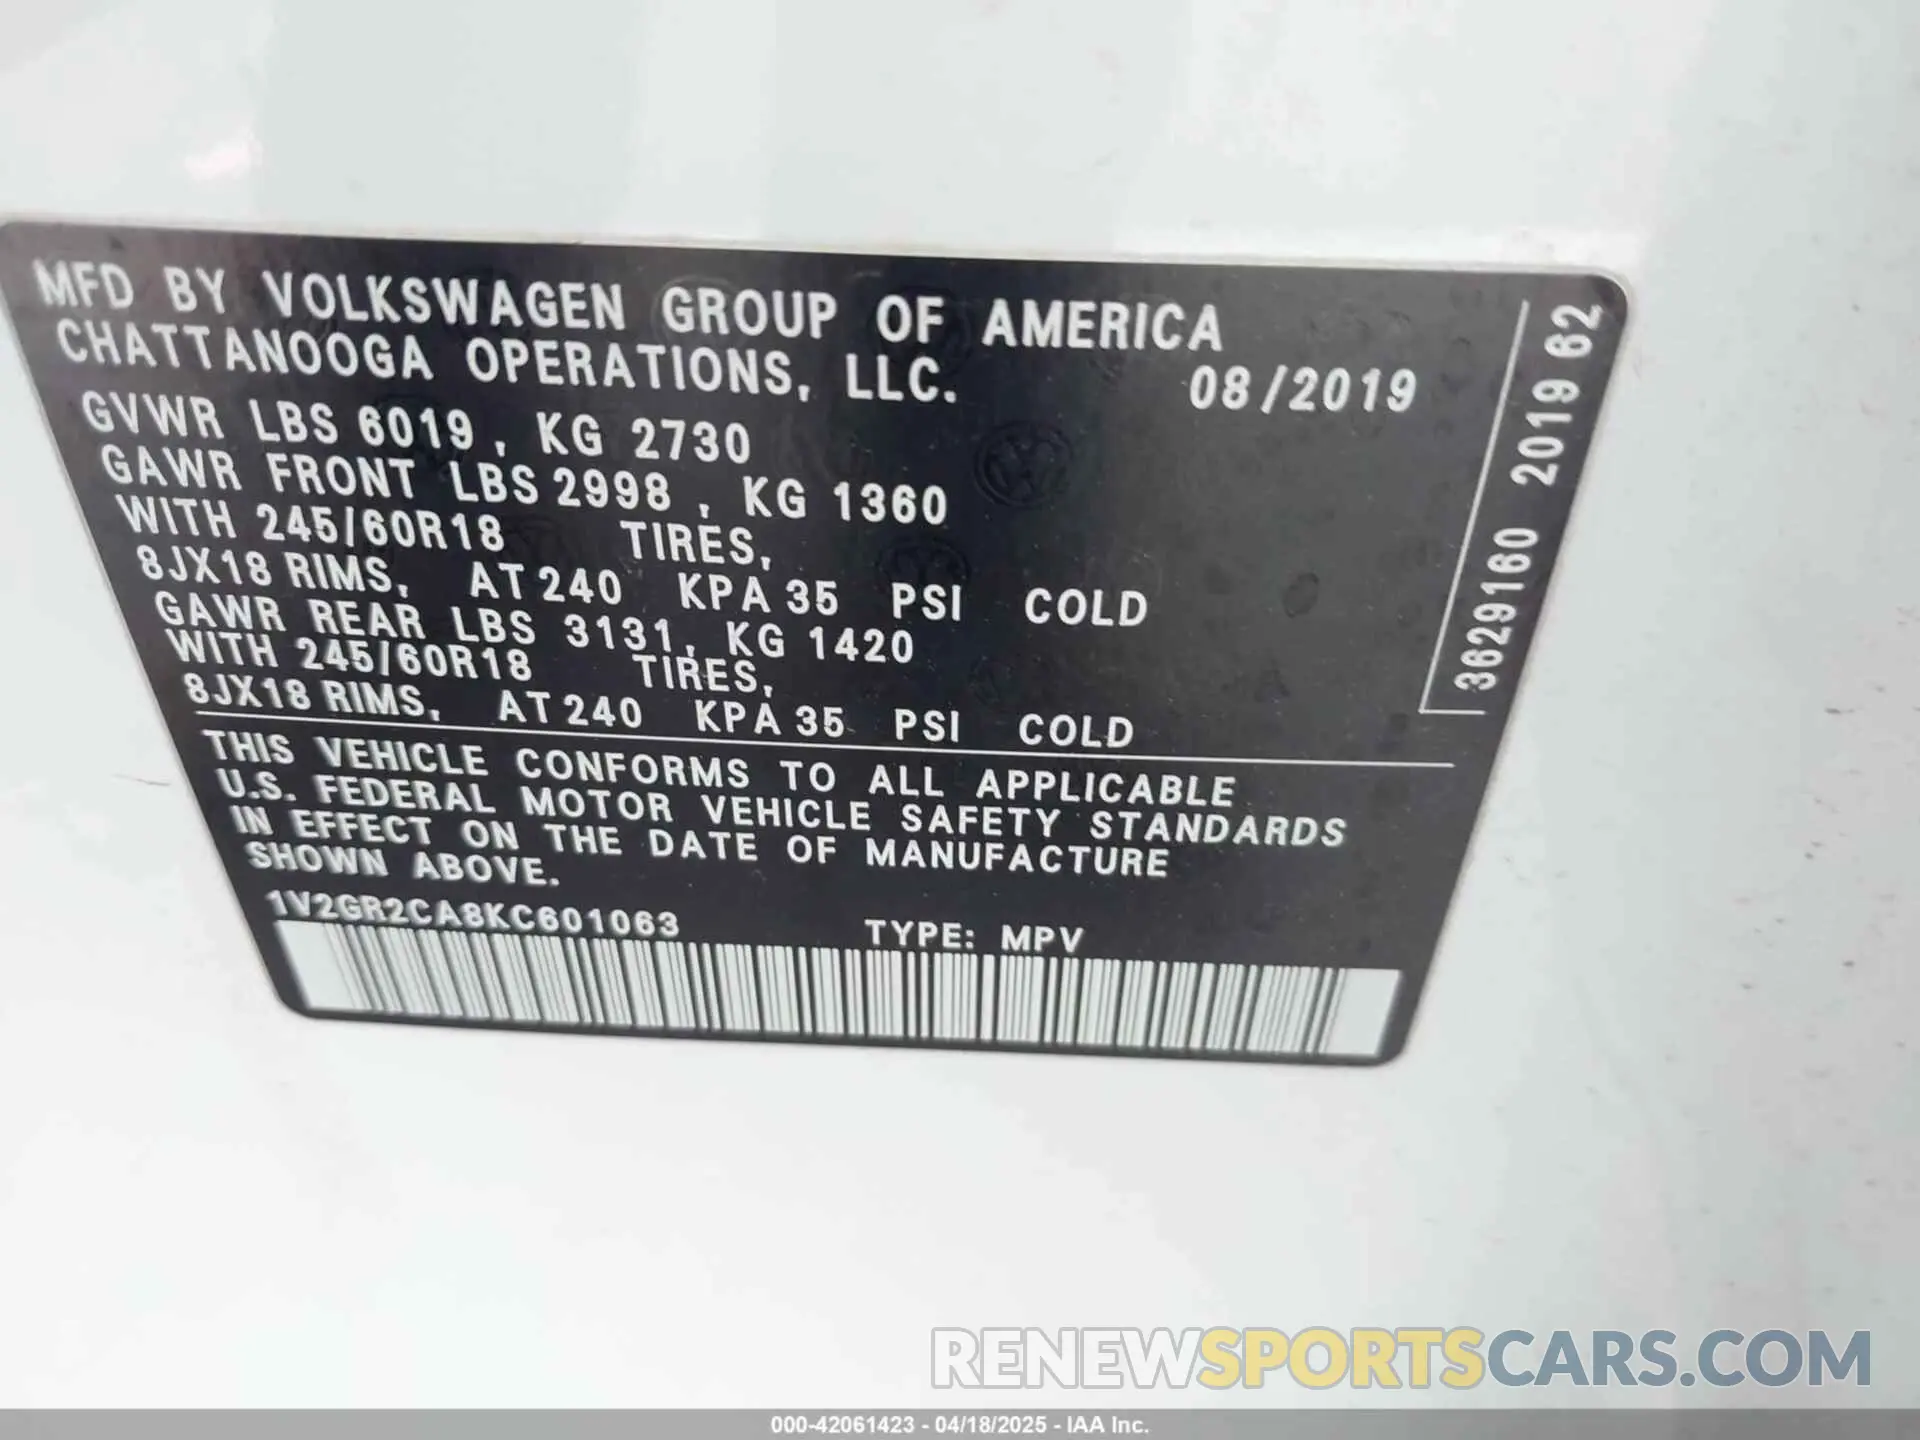 MFD BY VOLKSWAGEN GROUP OF AMERICA
CHATTANOOGA OPERATIONS, LLC. 08/2019
GVWR LBS 6019, KG 2730
GAWR FRONT LBS 2998, KG 1360
WITH 245/60R18 TIRES,
8JX18 RIMS, AT 240 KPA 35 PSI COLD
GAWR REAR LBS 3131, KG 1420
WITH 245/60R18 TIRES,
8JX18 RIMS, AT 240 KPA 35 PSI COLD
THIS VEHICLE CONFORMS TO ALL APPLICABLE
U.S. FEDERAL MOTOR VEHICLE SAFETY STANDARDS
IN EFFECT ON THE DATE OF MANUFACTURE
SHOWN ABOVE.
1V2GR2CA8KC601063 TYPE: MPV
3629160 2019 62
RENEWSPORTSCARS.COM
000-42061423 - 04/18/2025 - IAA Inc.